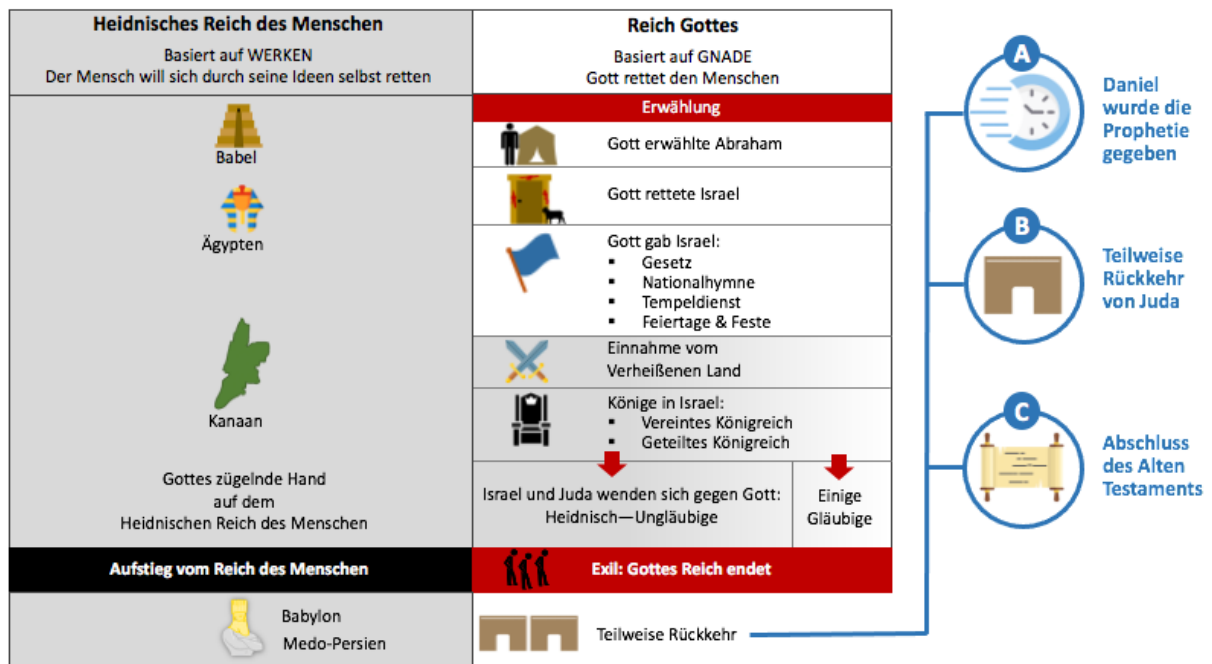 Heidnisches Reich des Menschen
Basiert auf WERKEN
Der Mensch will sich durch seine Ideen selbst retten
Reich Gottes
Basiert auf GNADE
Gott rettet den Menschen
Erwählung
Babel
Gott erwählte Abraham
Ägypten
Gott rettete Israel
Gott gab Israel:
▪ Gesetz
▪ Nationalhymne
▪ Tempeldienst
▪ Feiertage & Feste
Kanaan
Einnahme vom
Verheißenen Land
Könige in Israel:
▪ Vereintes Königreich
▪ Geteiltes Königreich
Gottes zügelnde Hand
auf dem
Heidnischen Reich des Menschen
Israel und Juda wenden sich gegen Gott:
Heidnisch—Ungläubige
Einige
Gläubige
Aufstieg vom Reich des Menschen
Exil: Gottes Reich endet
Babylon
Medo-Persien
Teilweise Rückkehr
A
Daniel
wurde die
Prophetie
gegeben
B
Teilweise
Rückkehr
von Juda
C
Abschluss
des Alten
Testaments